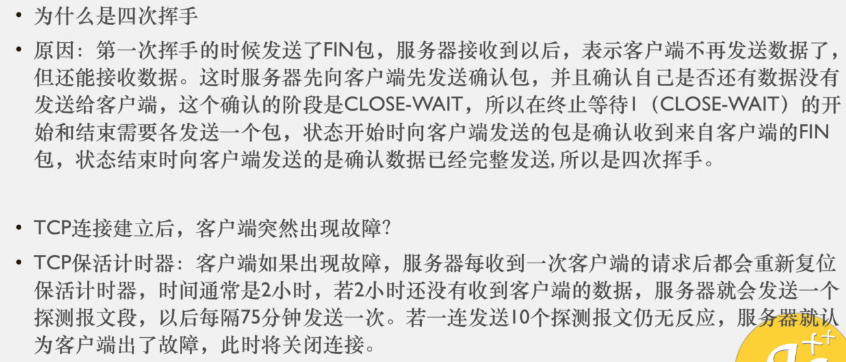 • 为什么是四次挥手
• 原因：第一次挥手的时候发送了FIN包，服务器接收到以后，表示客户端不再发送数据了，
但还能接收数据。这时服务器先向客户端先发送确认包，并且确认自己是否还有数据没有
发送给客户端，这个确认的阶段是CLOSE-WAIT，所以在终止等待1（CLOSE-WAIT）的开
始和结束需要各发送一个包，状态开始时向客户端发送的包是确认收到来自客户端的FIN
包，状态结束时向客户端发送的是确认数据已经完整发送,所以是四次挥手。
• TCP连接建立后，客户端突然出现故障？
• TCP保活计时器：客户端如果出现故障，服务器每收到一次客户端的请求后都会重新复位
保活计时器，时间通常是2小时，若2小时还没有收到客户端的数据，服务器就会发送一个
探测报文段，以后每隔75分钟发送一次。若一连发送10个探测报文仍无反应，服务器就认
为客户端出了故障，此时将关闭连接。
++